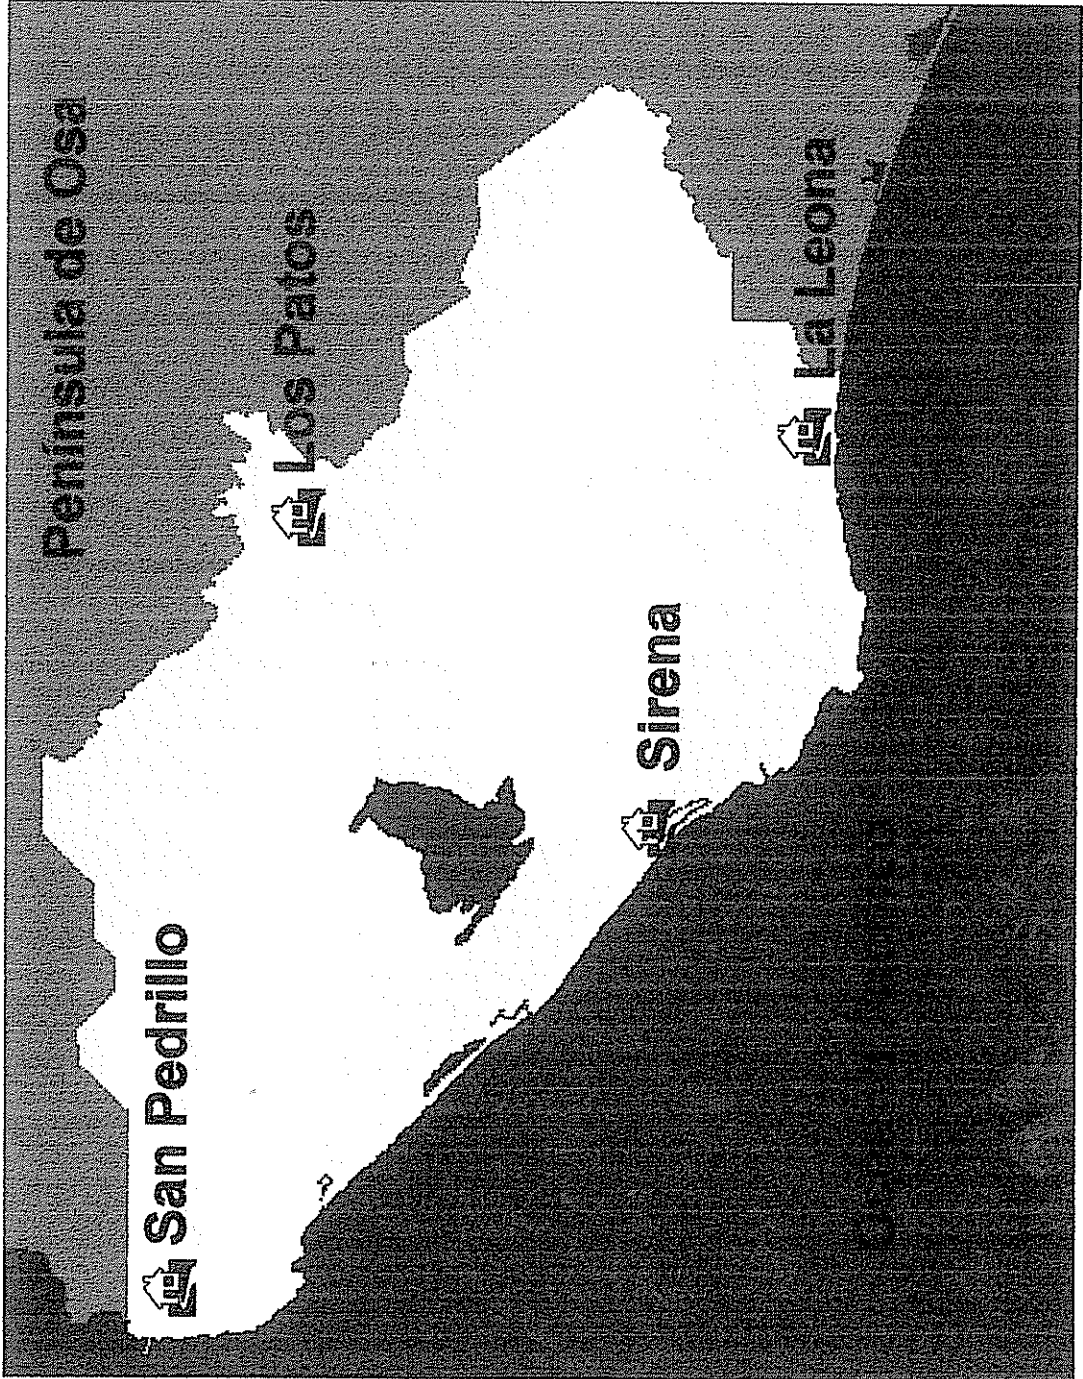 Península de Osa
San Pedrillo
Los Patos
Sirena
La Leona